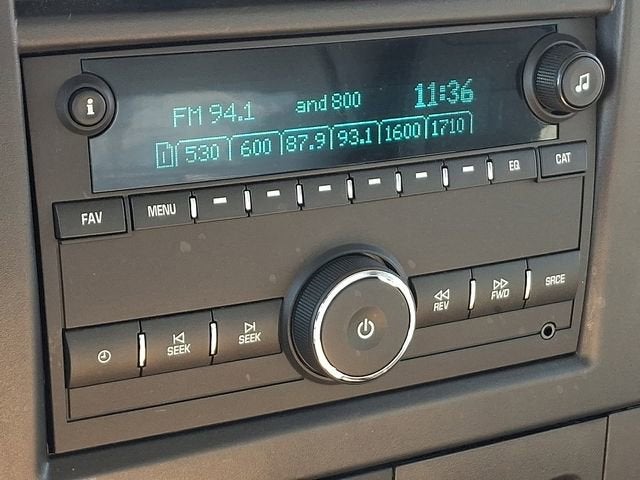 i
FM 94.1 and 800 11:36
1 530 600 87.9 93.1 1600 1710
FAV MENU EQ CAT
SEEK SEEK REV FWD SRCE